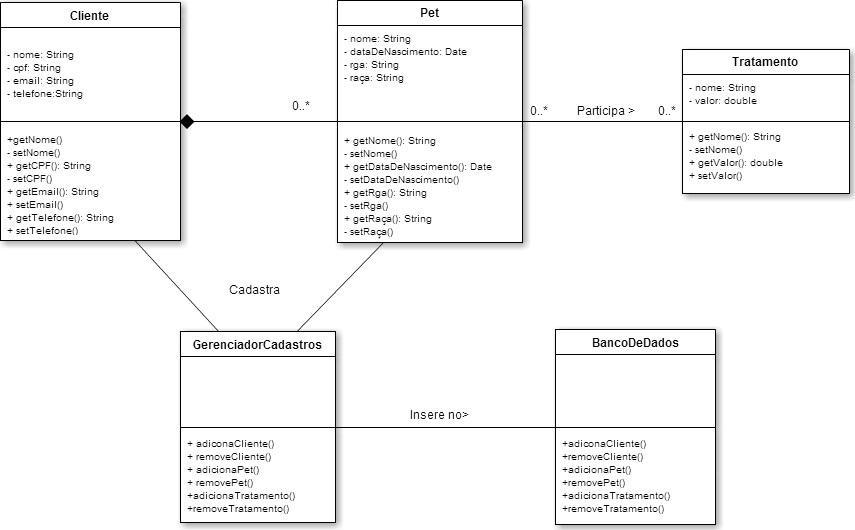 Cliente
- nome: String
- cpf: String
- email: String
- telefone:String
+getNome()
- setNome()
+ getCPF(): String
- setCPF()
+ getEmail(): String
+ setEmail()
+ getTelefone(): String
+ setTelefone()
0..*
Pet
- nome: String
- dataDeNascimento: Date
- rga: String
- raça: String
+ getNome(): String
- setNome()
+ getDataDeNascimento(): Date
- setDataDeNascimento()
+ getRga(): String
- setRga()
+ getRaça(): String
- setRaça()
0..*
Participa >
0..*
Tratamento
- nome: String
- valor: double
+ getNome(): String
- setNome()
+ getValor(): double
+ setValor()
Cadastra
GerenciadorCadastros
+ adiconaCliente()
+ removeCliente()
+ adicionaPet()
+ removePet()
+adicionaTratamento()
+removeTratamento()
Insere no>
BancoDeDados
+adiconaCliente()
+removeCliente()
+adicionaPet()
+removePet()
+adicionaTratamento()
+removeTratamento()